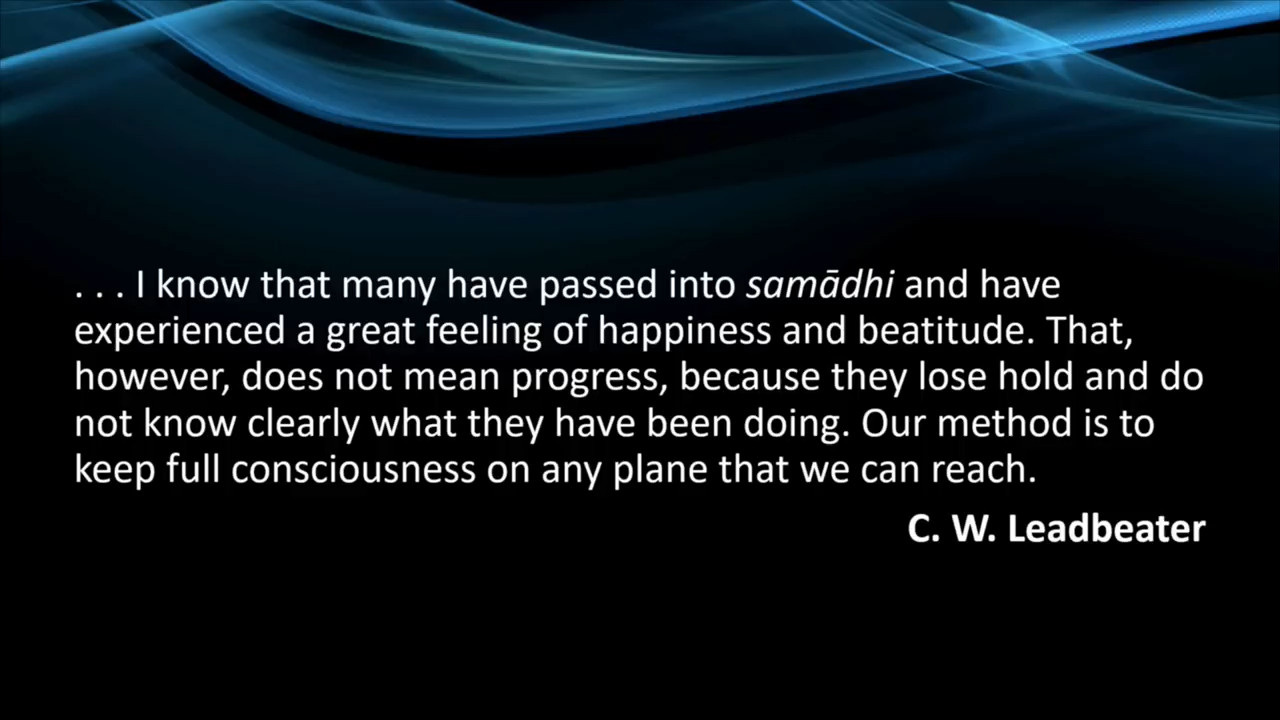 . . . I know that many have passed into samādhi and have
experienced a great feeling of happiness and beatitude. That,
however, does not mean progress, because they lose hold and do
not know clearly what they have been doing. Our method is to
keep full consciousness on any plane that we can reach.
C. W. Leadbeater